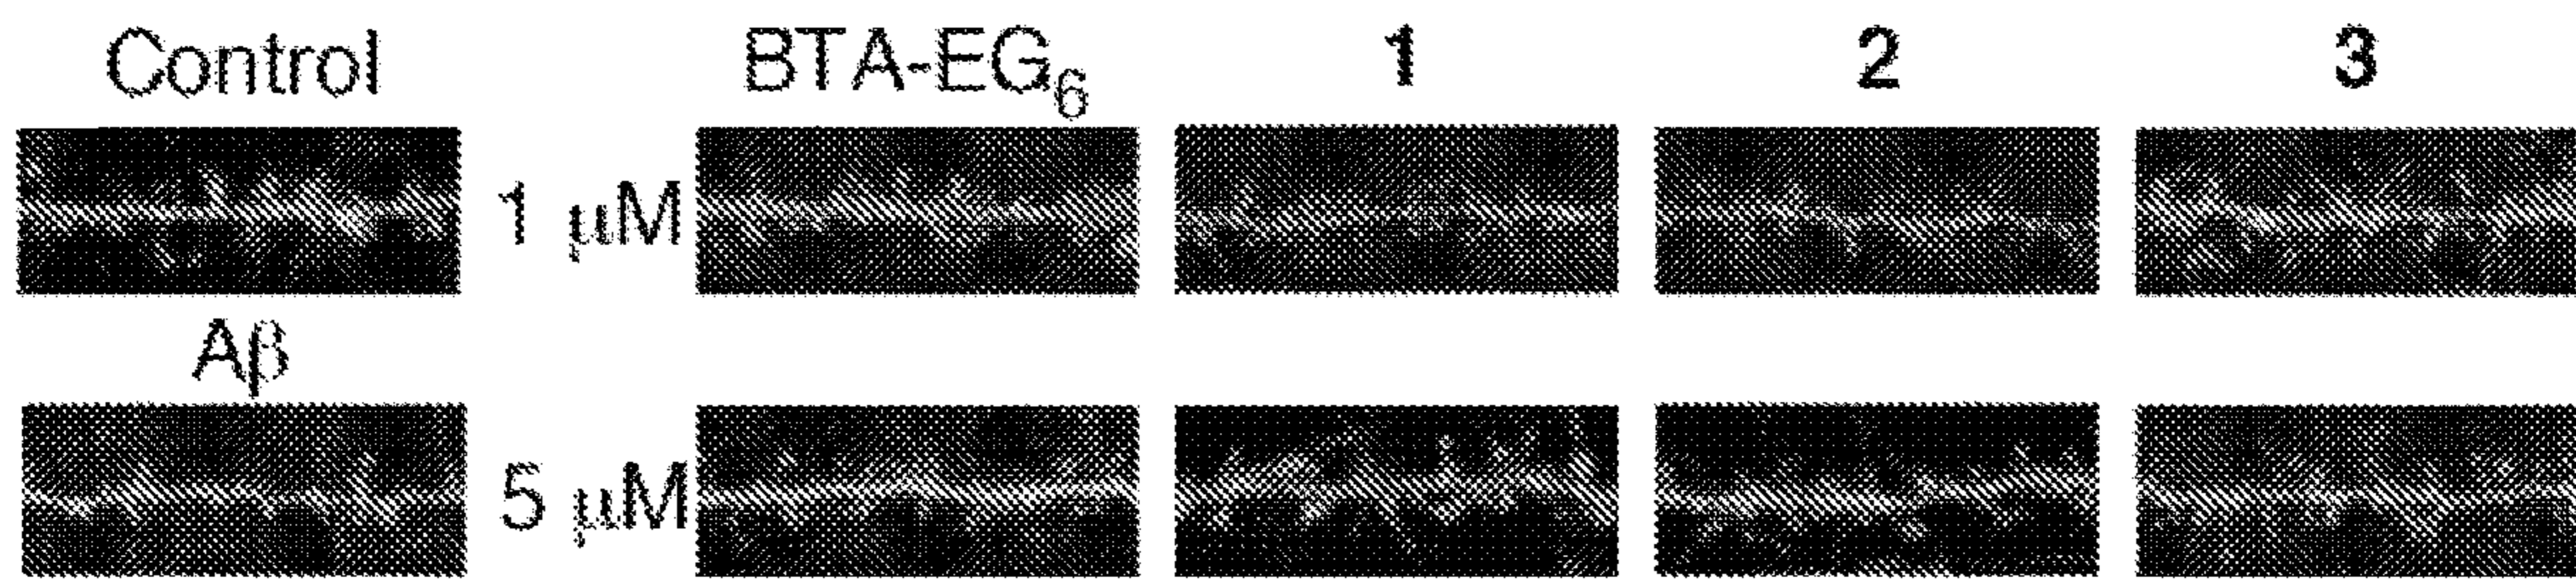 Control BTA-EG₆ 1 2 3
1 μM
Aβ
5 μM